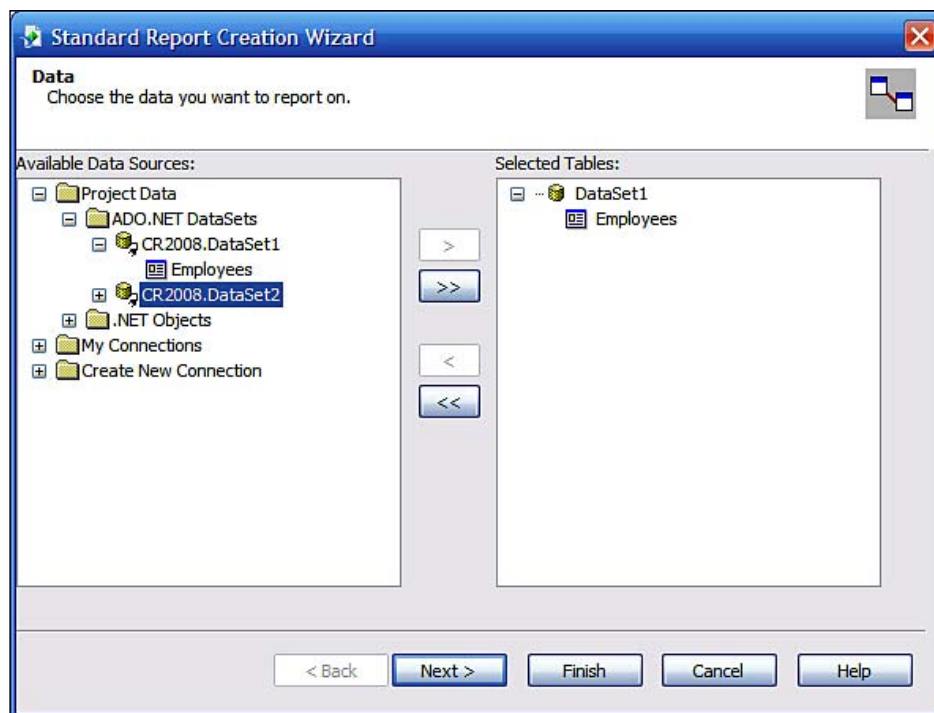 Standard Report Creation Wizard
Data
Choose the data you want to report on.
Available Data Sources:
Project Data
ADO.NET DataSets
CR2008.DataSet1
Employees
CR2008.DataSet2
.NET Objects
My Connections
Create New Connection
>
>>
<
<<
Selected Tables:
DataSet1
Employees
< Back
Next >
Finish
Cancel
Help